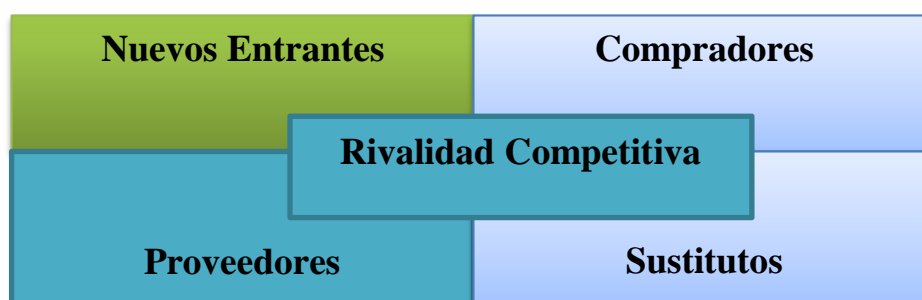 Nuevos Entrantes
Compradores
Rivalidad Competitiva
Proveedores
Sustitutos